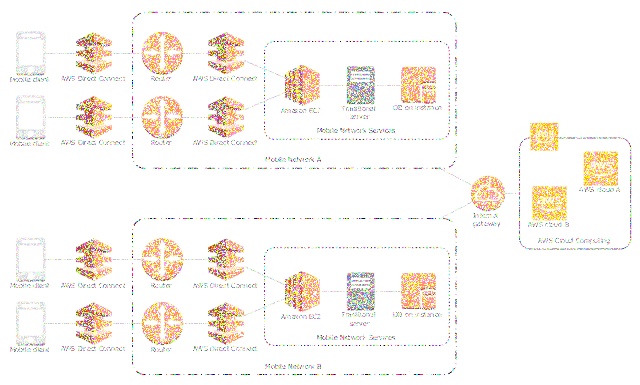 Mobile client
AWS Direct Connect
Router
AWS Direct Connect
Amazon EC2
Traditional
server
DB on instance
Mobile client
AWS Direct Connect
Router
AWS Direct Connect
Mobile Network Services
Mobile Network A
AWS cloud A
AWS cloud B
Internet
gateway
AWS Cloud Computing
Mobile client
AWS Direct Connect
Router
AWS Direct Connect
Amazon EC2
Traditional
server
DB on instance
Mobile client
AWS Direct Connect
Router
AWS Direct Connect
Mobile Network Services
Mobile Network B